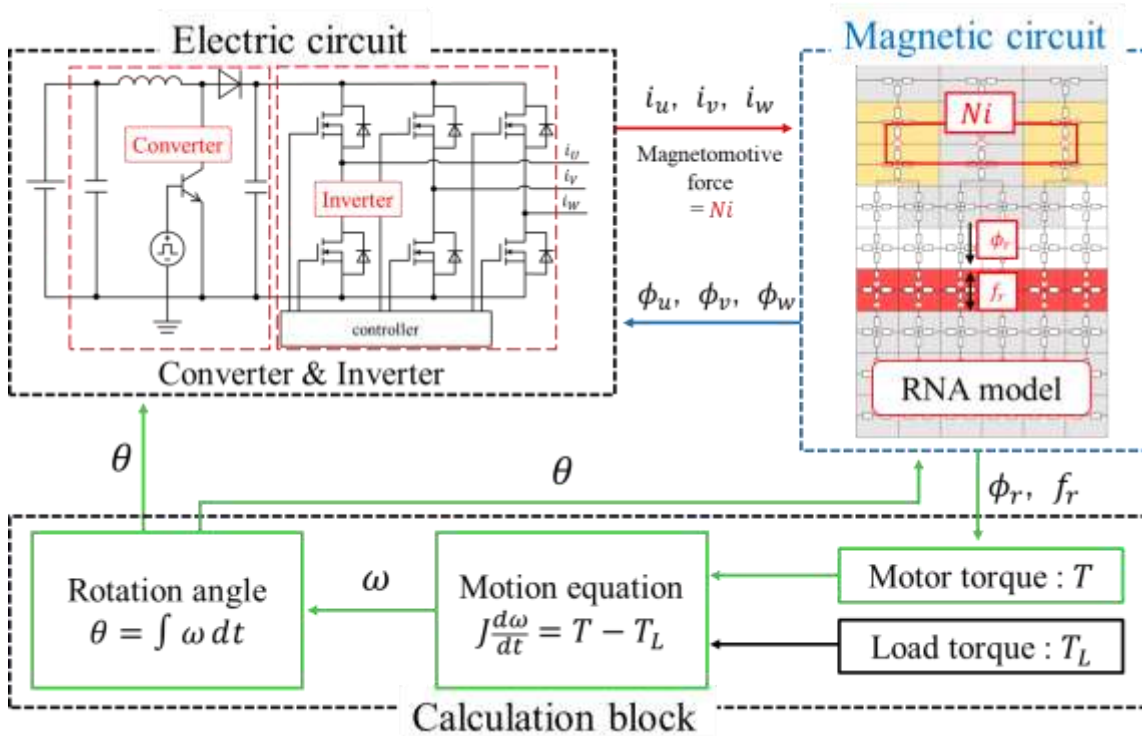 Electric circuit
Converter
Inverter
i_U
i_V
i_W
controller
Converter & Inverter
i_u, i_v, i_w
Magnetomotive
force
= Ni
ϕ_u, ϕ_v, ϕ_w
Magnetic circuit
Ni
ϕ_r
f_r
RNA model
θ
θ
ϕ_r, f_r
Rotation angle
θ = ∫ ω dt
ω
Motion equation
J dω/dt = T − T_L
Motor torque : T
Load torque : T_L
Calculation block